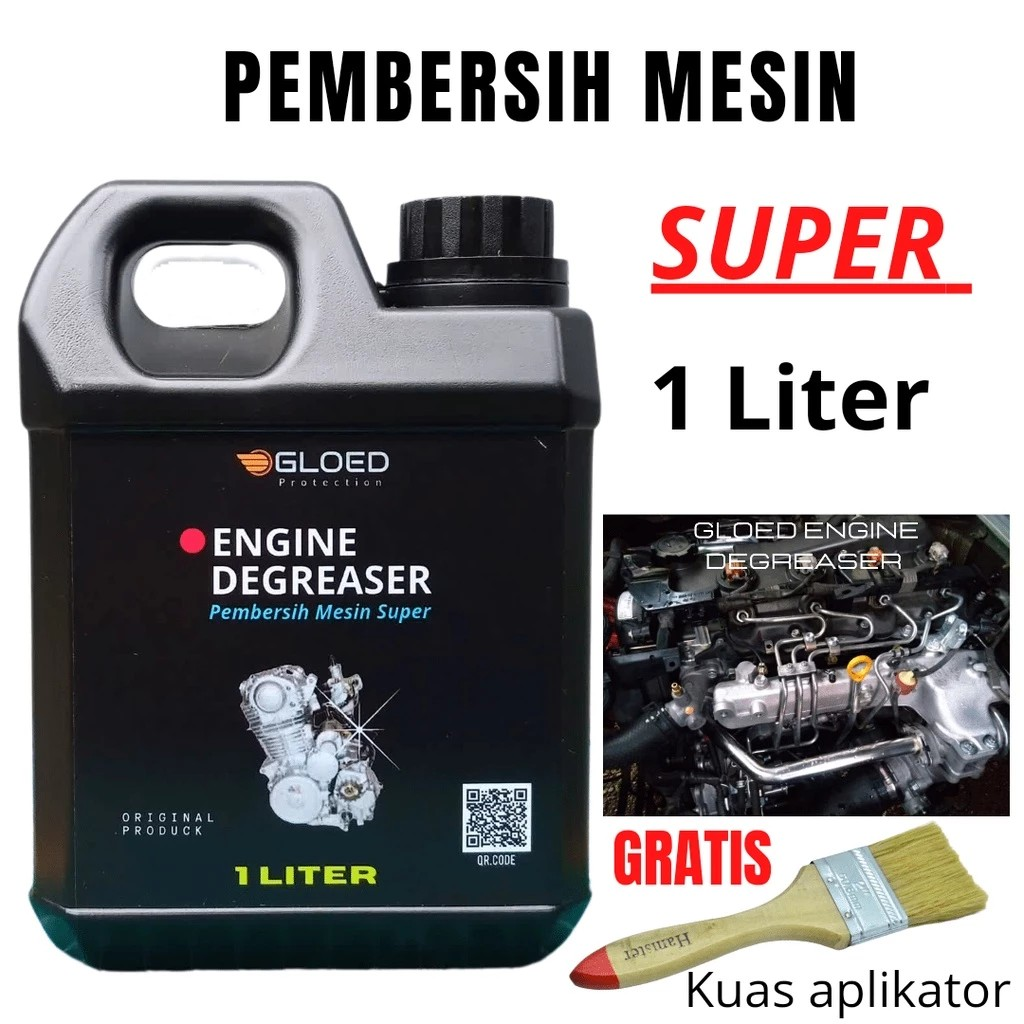 PEMBERSIH MESIN
SUPER
1 Liter
GLOED
Protection
ENGINE
DEGREASER
Pembersih Mesin Super
ORIGINAL
PRODUCK
QR.CODE
1 LITER
GLOED ENGINE
DEGREASER
GRATIS
Hamster
Kuas aplikator